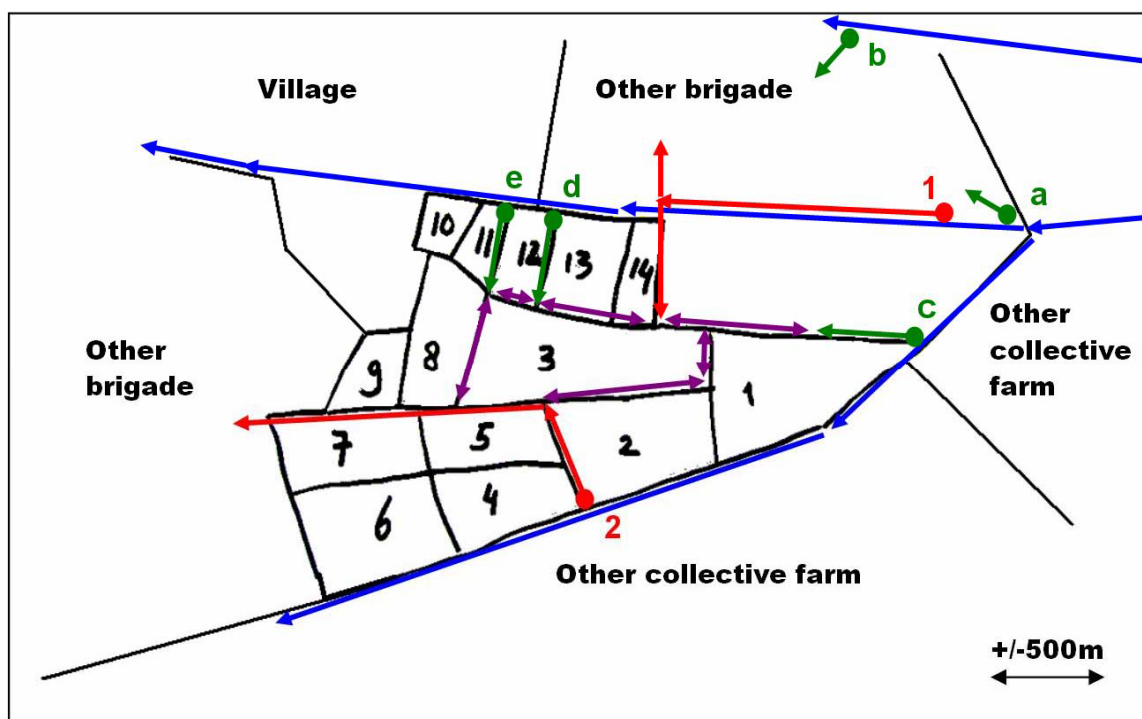 b
Village
Other brigade
e
d
1
a
10
11
12
13
14
c
Other
brigade
9
8
3
1
Other
collective
farm
7
5
2
6
4
2
Other collective farm
+/-500m